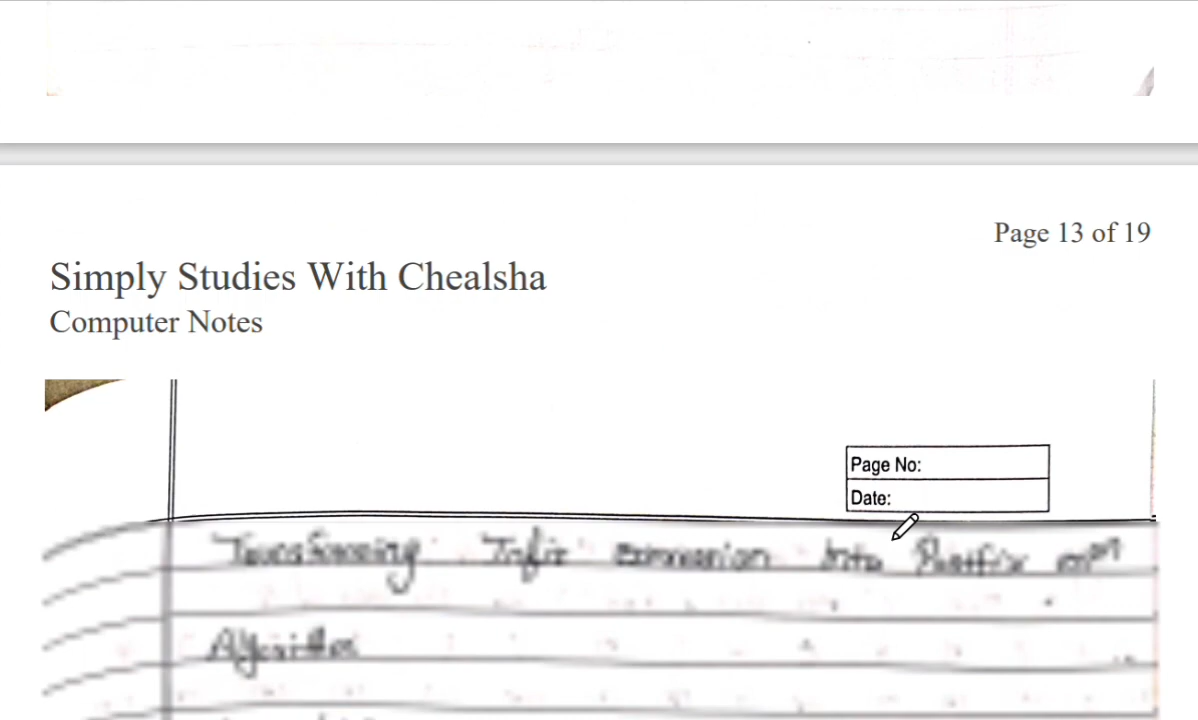 Page 13 of 19
Simply Studies With Chealsha
Computer Notes
Page No:
Date:
Transforming Infix expression into Postfix expn
Algorithm